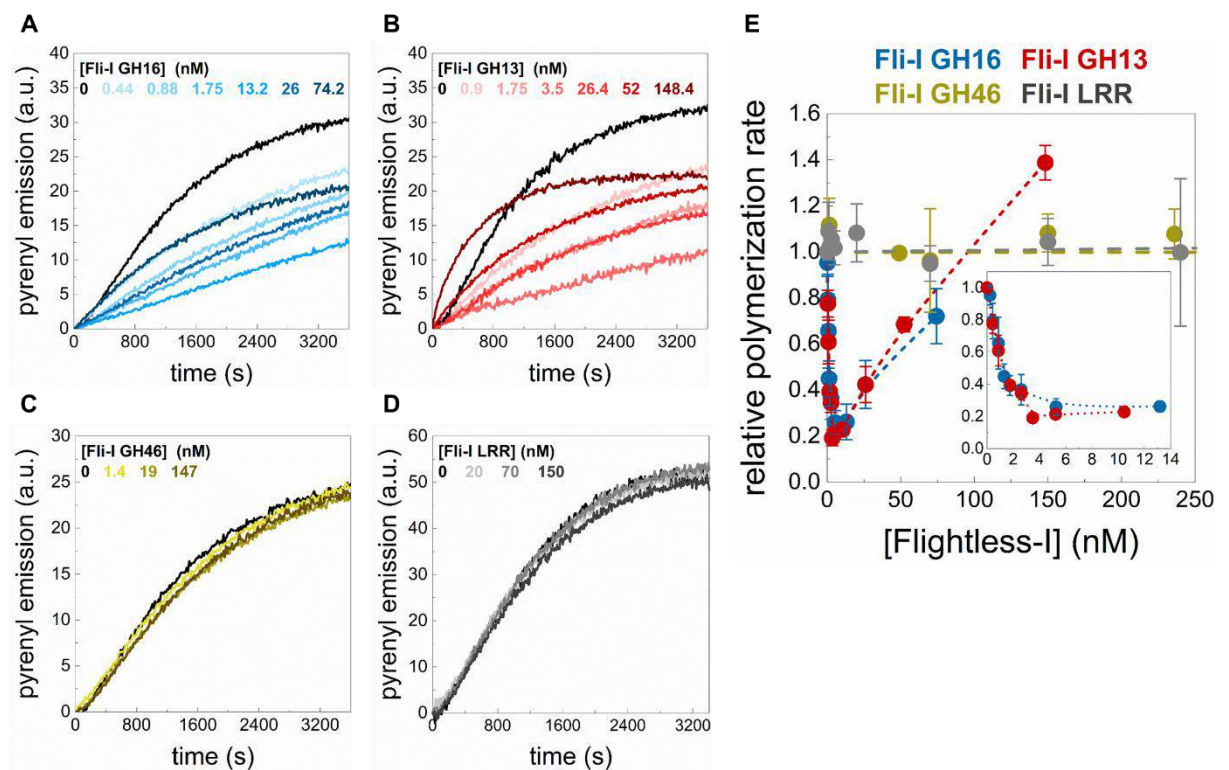 A
[Fli-I GH16] (nM)
0 0.44 0.88 1.75 13.2 26 74.2
pyrenyl emission (a.u.)
40
35
30
25
20
15
10
5
0
0 800 1600 2400 3200
time (s)
B
[Fli-I GH13] (nM)
0 0.9 1.75 3.5 26.4 52 148.4
pyrenyl emission (a.u.)
40
35
30
25
20
15
10
5
0
0 800 1600 2400 3200
time (s)
C
[Fli-I GH46] (nM)
0 1.4 19 147
pyrenyl emission (a.u.)
30
25
20
15
10
5
0
0 800 1600 2400 3200
time (s)
D
[Fli-I LRR] (nM)
0 20 70 150
pyrenyl emission (a.u.)
60
50
40
30
20
10
0
0 800 1600 2400 3200
time (s)
E
Fli-I GH16 Fli-I GH13
Fli-I GH46 Fli-I LRR
relative polymerization rate
1.6
1.4
1.2
1.0
0.8
0.6
0.4
0.2
0.0
0 50 100 150 200 250
[Flightless-I] (nM)
1.0
0.8
0.6
0.4
0.2
0.0
0 2 4 6 8 10 12 14